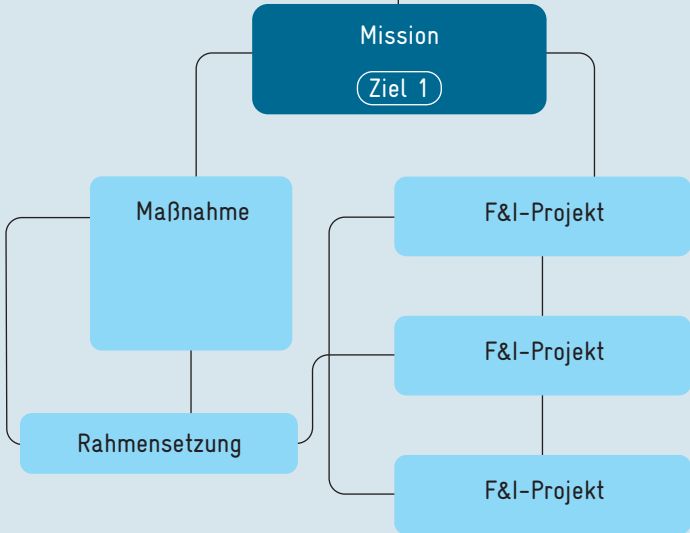 Mission
Ziel 1
Maßnahme
F&I-Projekt
F&I-Projekt
Rahmensetzung
F&I-Projekt